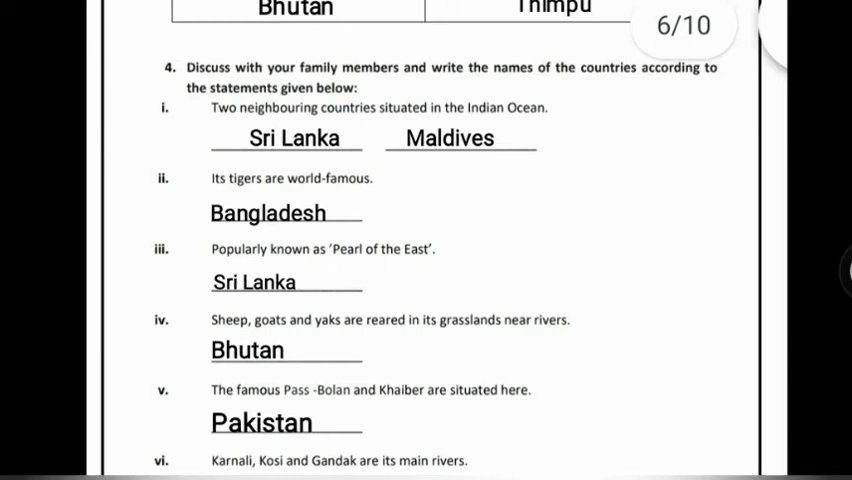 Bhutan Thimpu
6/10
4. Discuss with your family members and write the names of the countries according to
the statements given below:
i. Two neighbouring countries situated in the Indian Ocean.
Sri Lanka Maldives
ii. Its tigers are world-famous.
Bangladesh
iii. Popularly known as ‘Pearl of the East’.
Sri Lanka
iv. Sheep, goats and yaks are reared in its grasslands near rivers.
Bhutan
v. The famous Pass -Bolan and Khaiber are situated here.
Pakistan
vi. Karnali, Kosi and Gandak are its main rivers.